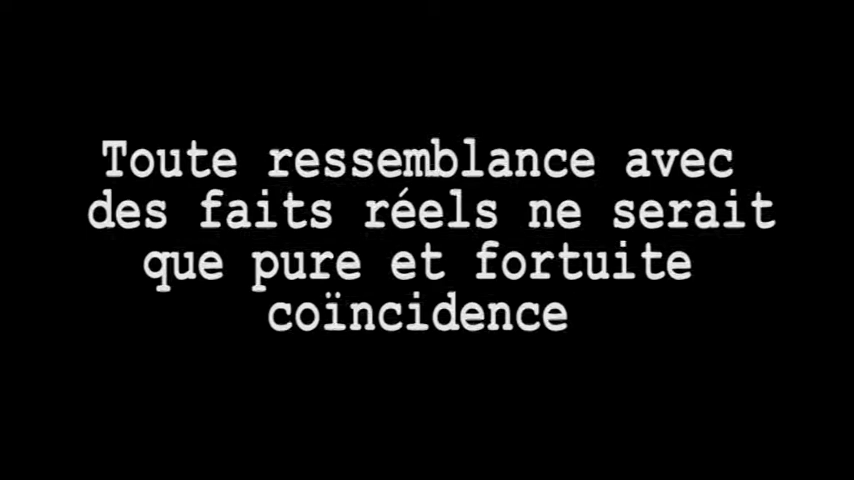 Toute ressemblance avec
des faits réels ne serait
que pure et fortuite
coïncidence